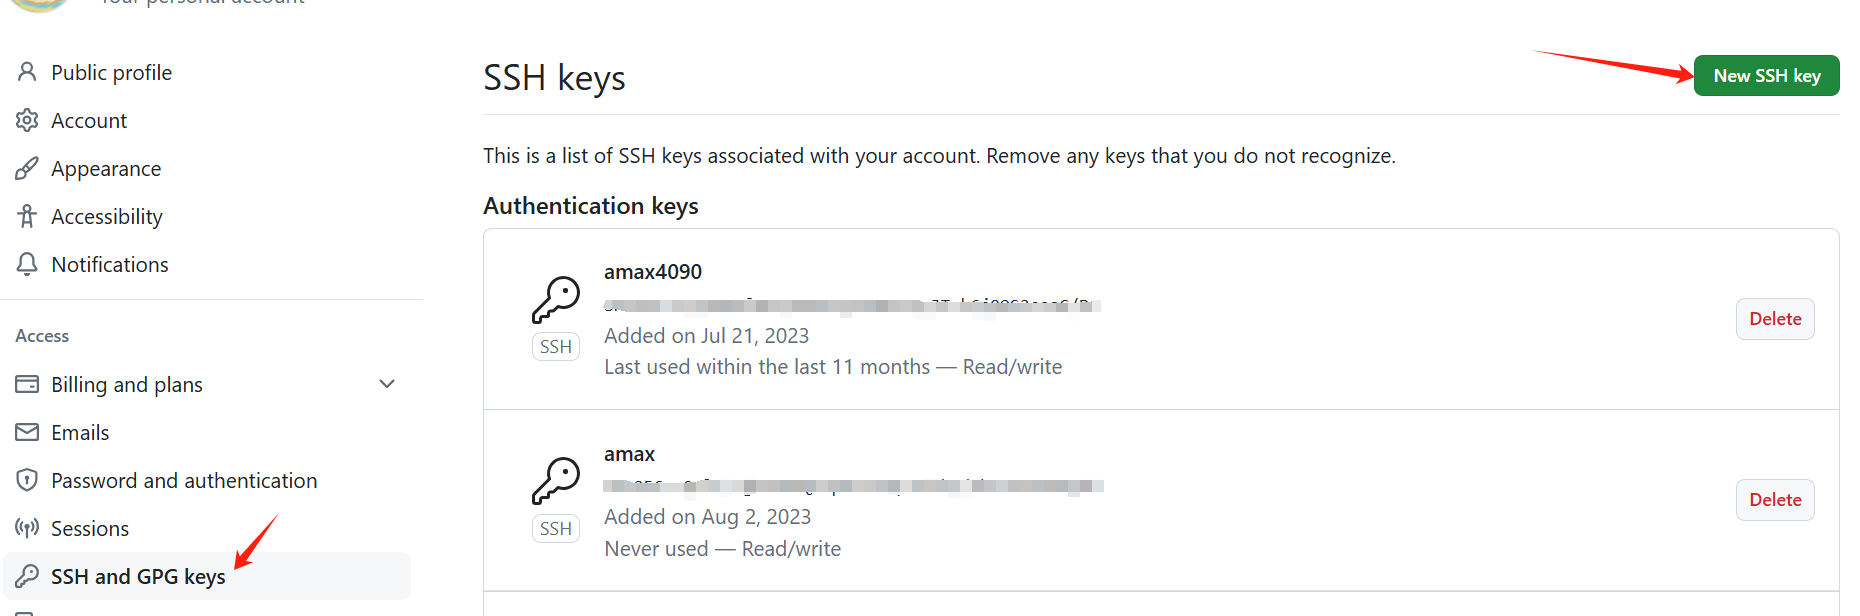 Your personal account
Public profile
Account
Appearance
Accessibility
Notifications
Access
Billing and plans
Emails
Password and authentication
Sessions
SSH and GPG keys
SSH keys
New SSH key
This is a list of SSH keys associated with your account. Remove any keys that you do not recognize.
Authentication keys
amax4090
SSH
Added on Jul 21, 2023
Last used within the last 11 months — Read/write
Delete
amax
SSH
Added on Aug 2, 2023
Never used — Read/write
Delete